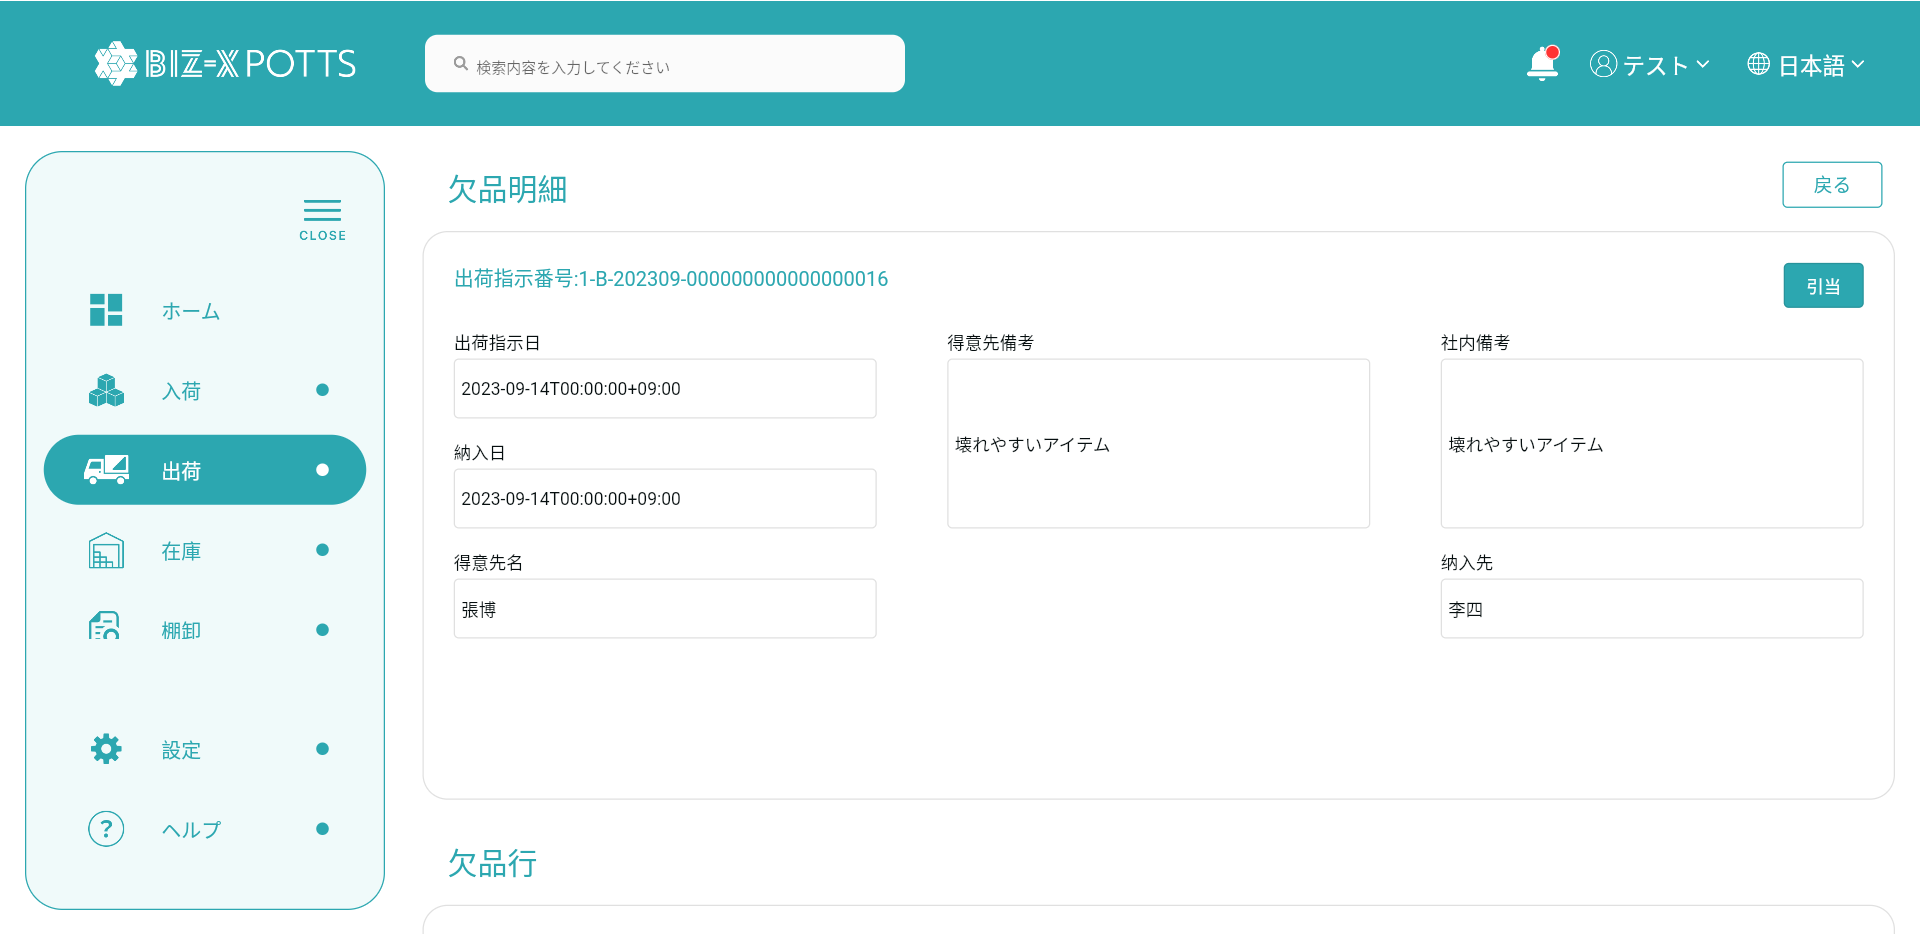 BIZ=X POTTS
検索内容を入力してください
テスト
日本語
CLOSE
ホーム
入荷
出荷
在庫
棚卸
設定
ヘルプ
欠品明細
戻る
出荷指示番号:1-B-202309-000000000000000016
引当
出荷指示日
2023-09-14T00:00:00+09:00
納入日
2023-09-14T00:00:00+09:00
得意先名
張博
得意先備考
壊れやすいアイテム
社内備考
壊れやすいアイテム
纳入先
李四
欠品行